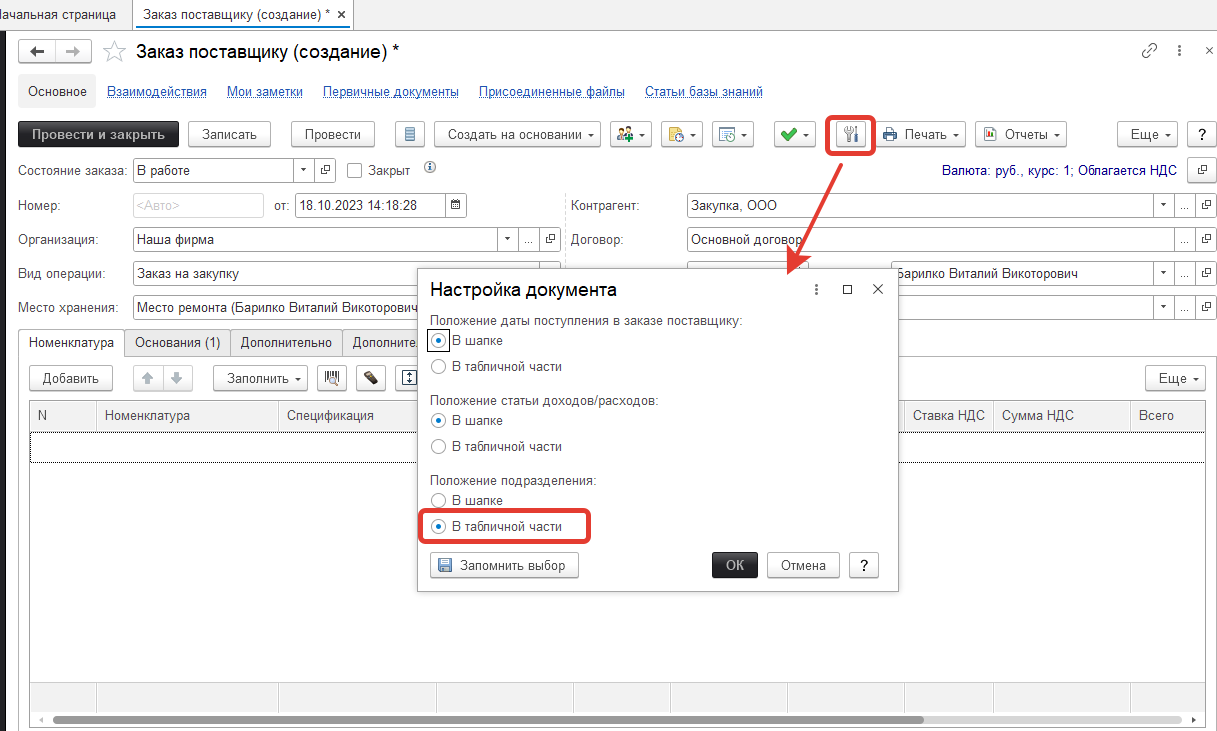 Начальная страница
Заказ поставщику (создание) * ×
Заказ поставщику (создание) *
Основное Взаимодействия Мои заметки Первичные документы Присоединенные файлы Статьи базы знаний
Провести и закрыть Записать Провести Создать на основании Печать Отчеты Еще ?
Состояние заказа: В работе Закрыт Валюта: руб., курс: 1; Облагается НДС
Номер: <Авто> от: 18.10.2023 14:18:28 Контрагент: Закупка, ООО
Организация: Наша фирма Договор: Основной договор
Вид операции: Заказ на закупку Барилко Виталий Викоторович
Место хранения: Место ремонта (Барилко Виталий Викоторович
Номенклатура Основания (1) Дополнительно Дополните
Добавить Заполнить Еще
N Номенклатура Спецификация Ставка НДС Сумма НДС Всего
Настройка документа
Положение даты поступления в заказе поставщику:
В шапке
В табличной части
Положение статьи доходов/расходов:
В шапке
В табличной части
Положение подразделения:
В шапке
В табличной части
Запомнить выбор ОК Отмена ?